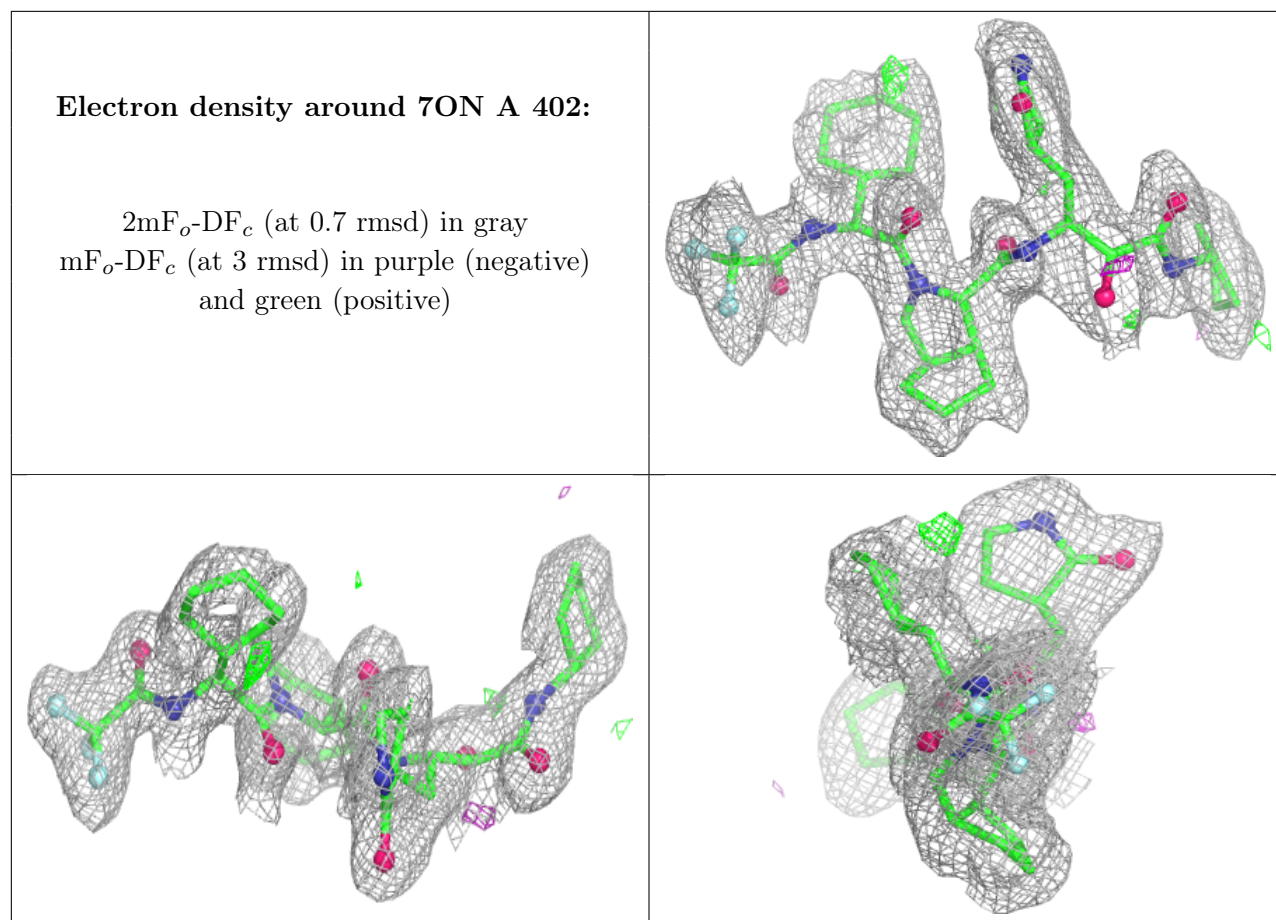 Electron density around 7ON A 402:
2mFo-DFc (at 0.7 rmsd) in gray
mFo-DFc (at 3 rmsd) in purple (negative)
and green (positive)